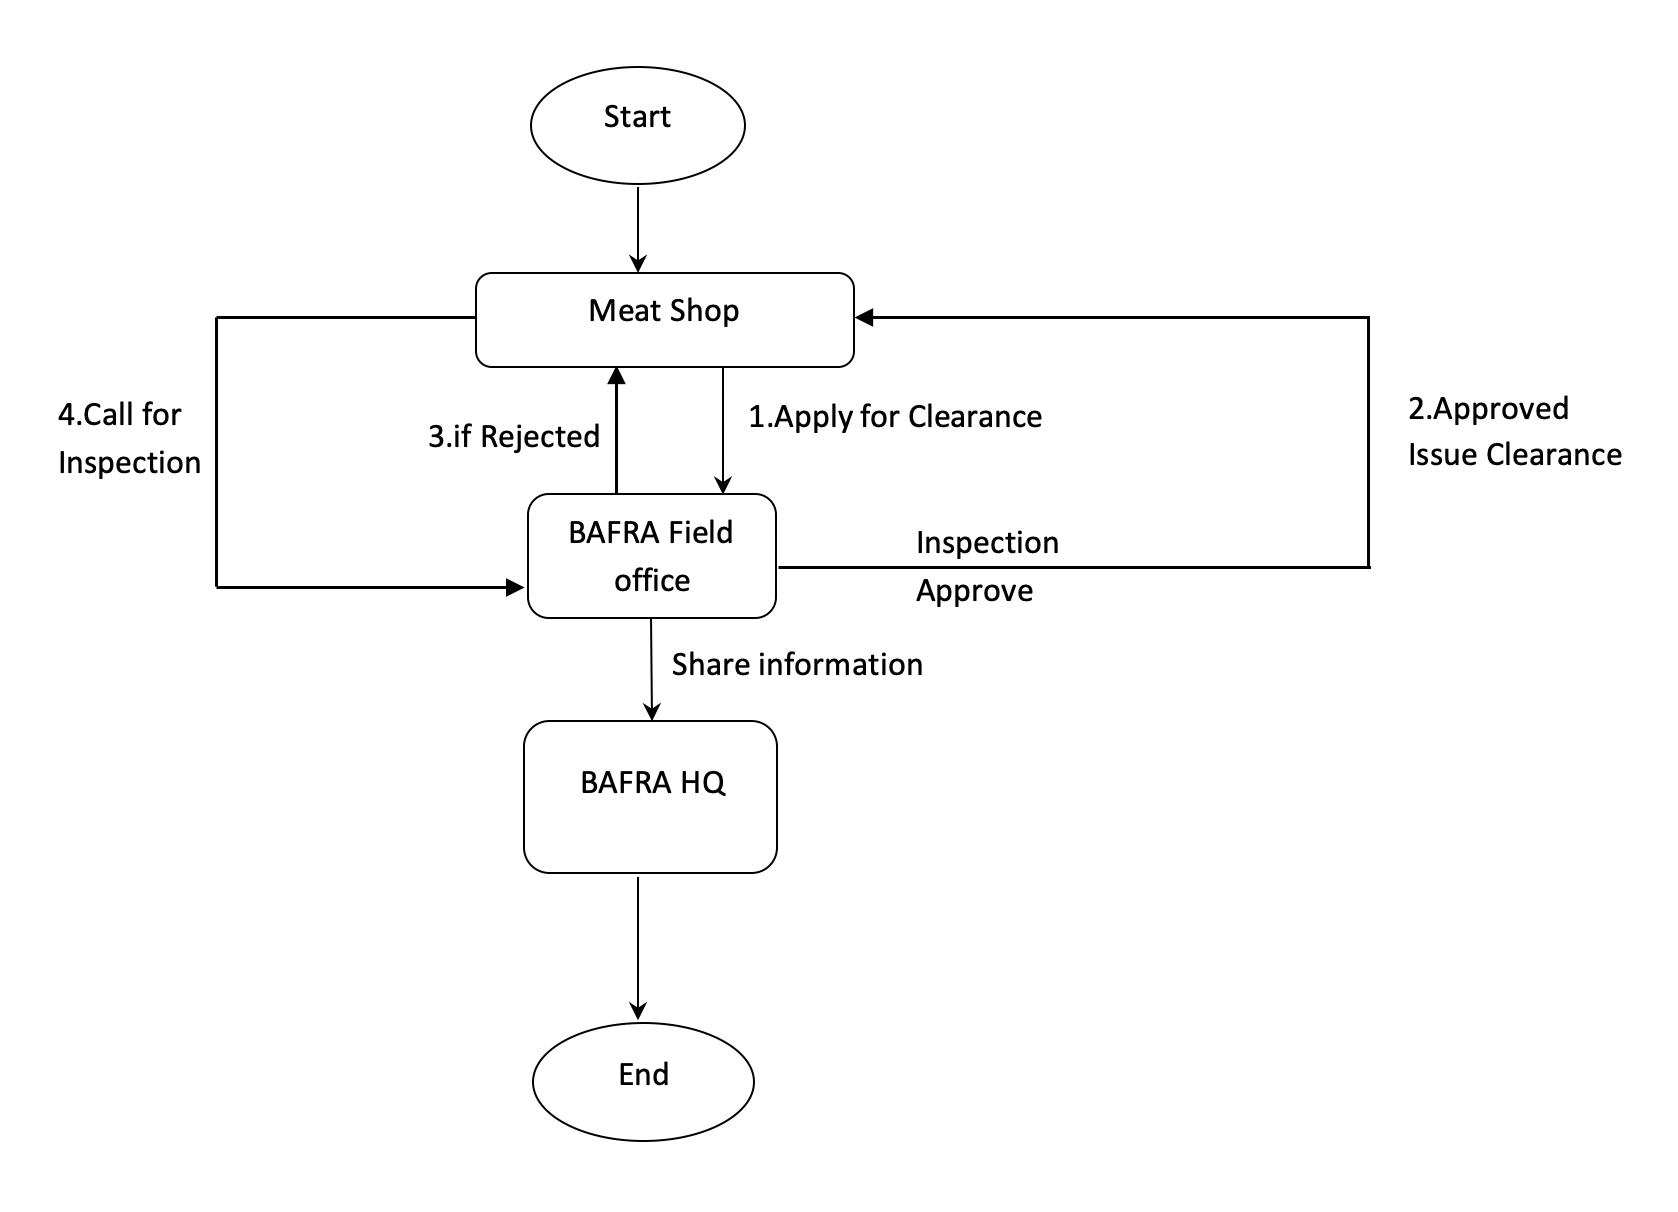 Start
Meat Shop
4.Call for
Inspection
3.if Rejected
1.Apply for Clearance
2.Approved
Issue Clearance
BAFRA Field
office
Inspection
Approve
Share information
BAFRA HQ
End